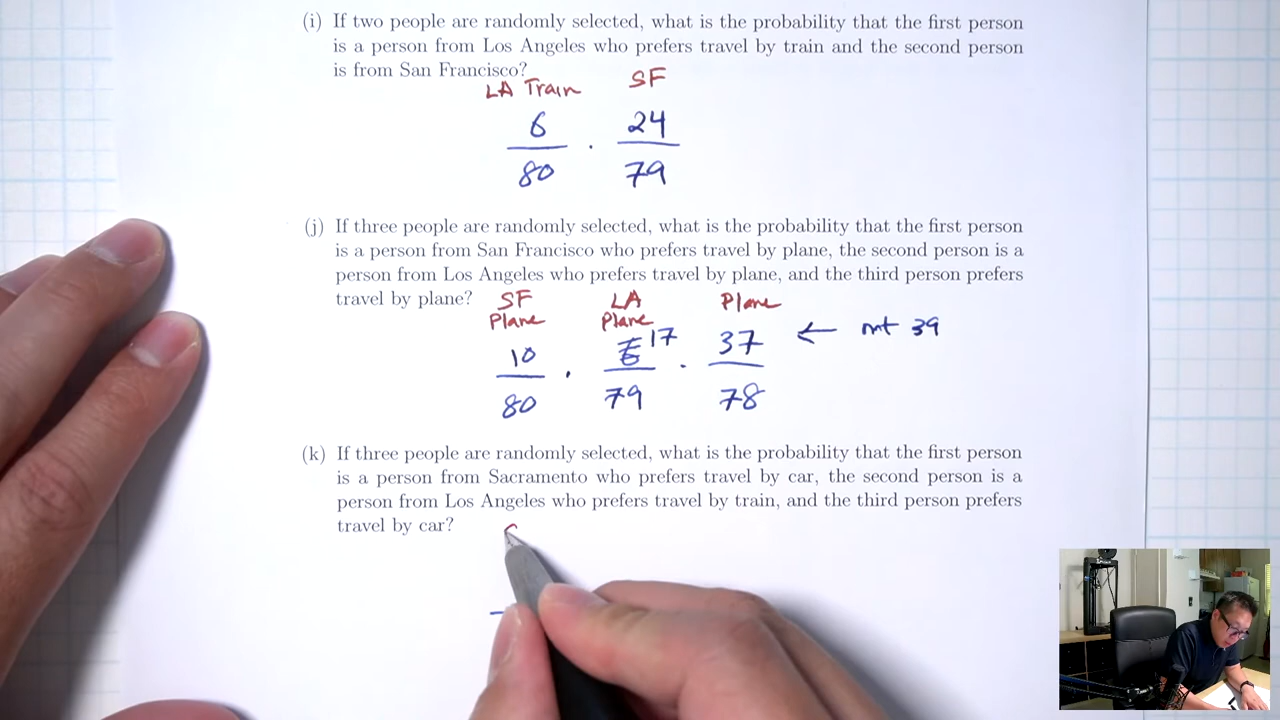 (i) If two people are randomly selected, what is the probability that the first person
is a person from Los Angeles who prefers travel by train and the second person
is from San Francisco?
LA Train SF
6 / 80 · 24 / 79
(j) If three people are randomly selected, what is the probability that the first person
is a person from San Francisco who prefers travel by plane, the second person is a
person from Los Angeles who prefers travel by plane, and the third person prefers
travel by plane? SF LA Plane
Plane Plane
10 / 80 · 17 / 79 · 37 / 78 ← not 39
(k) If three people are randomly selected, what is the probability that the first person
is a person from Sacramento who prefers travel by car, the second person is a
person from Los Angeles who prefers travel by train, and the third person prefers
travel by car?